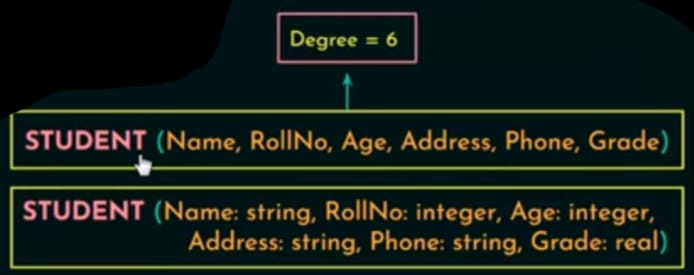 Degree = 6
STUDENT (Name, RollNo, Age, Address, Phone, Grade)
STUDENT (Name: string, RollNo: integer, Age: integer,
Address: string, Phone: string, Grade: real)